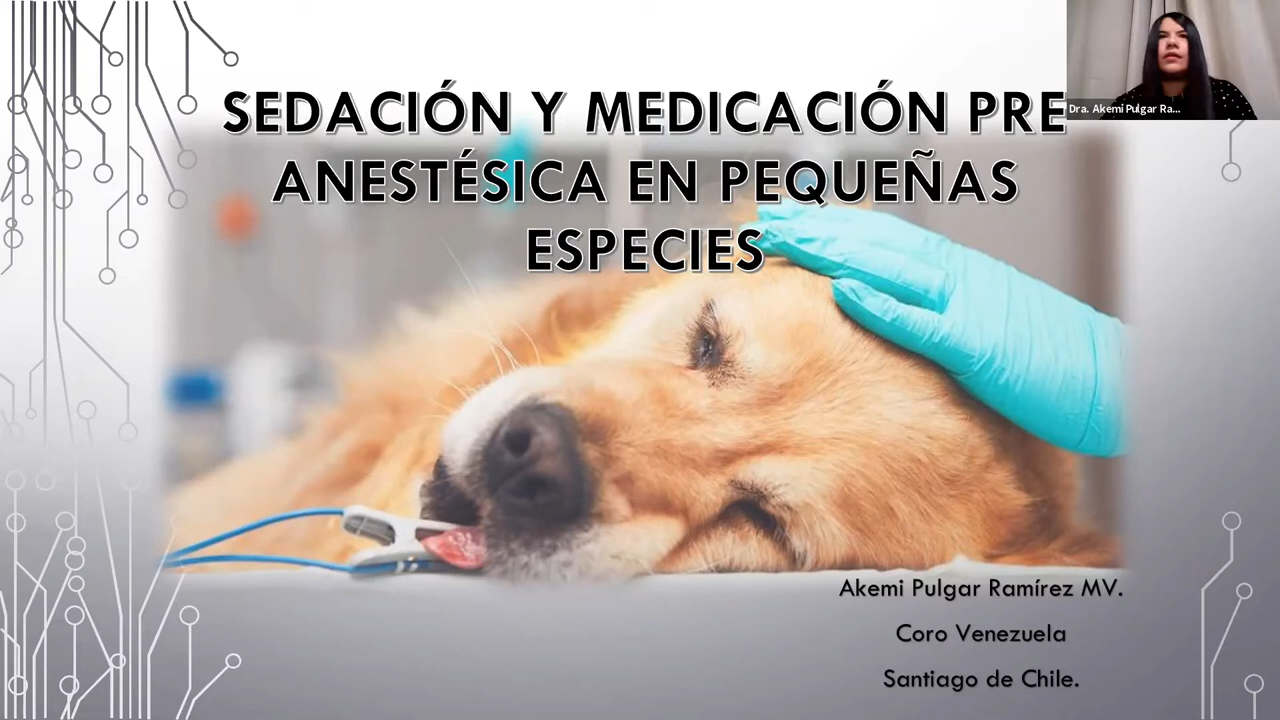 SEDACIÓN Y MEDICACIÓN PRE
ANESTÉSICA EN PEQUEÑAS
ESPECIES
Dra. Akemi Pulgar Ra...
Akemi Pulgar Ramírez MV.
Coro Venezuela
Santiago de Chile.